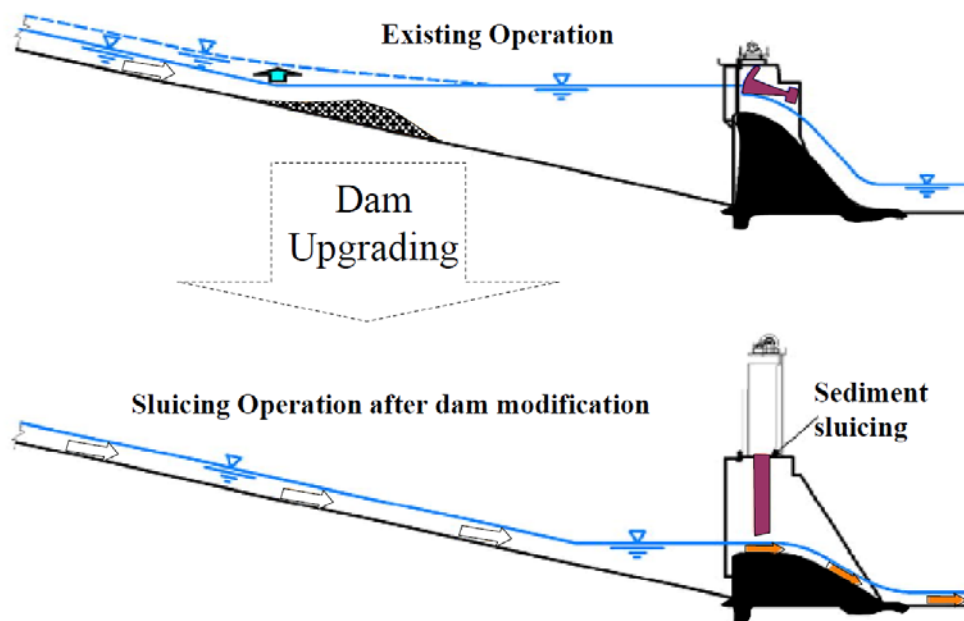 Existing Operation
Dam
Upgrading
Sluicing Operation after dam modification
Sediment
sluicing